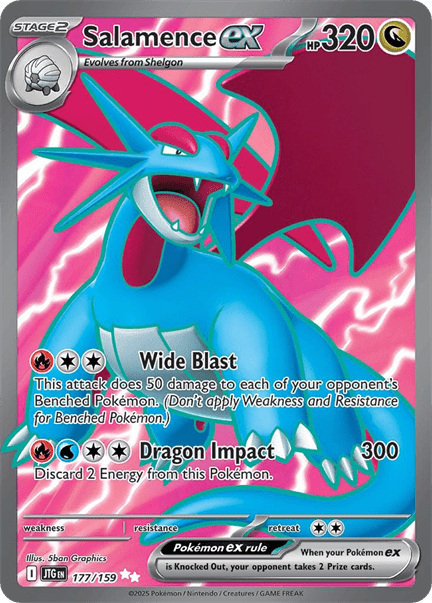 STAGE2 Salamence ex HP 320
Evolves from Shelgon
Wide Blast
This attack does 50 damage to each of your opponent's
Benched Pokémon. (Don't apply Weakness and Resistance
for Benched Pokémon.)
Dragon Impact 300
Discard 2 Energy from this Pokémon.
weakness resistance retreat
Illus. 5ban Graphics
I JTG EN 177/159
Pokémon ex rule When your Pokémon ex
is Knocked Out, your opponent takes 2 Prize cards.
©2025 Pokémon / Nintendo / Creatures / GAME FREAK